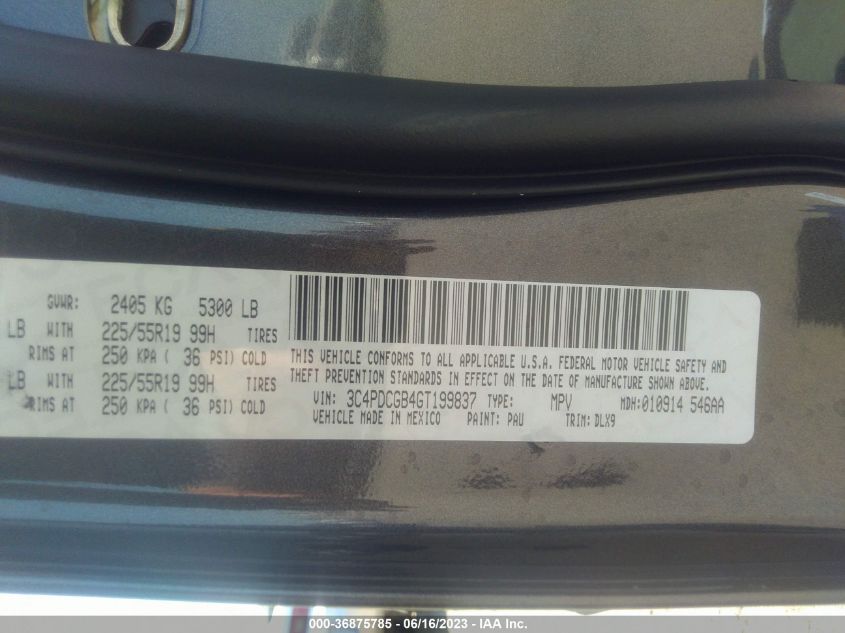 GVWR: 2405 KG 5300 LB
LB WITH 225/55R19 99H TIRES
RIMS AT 250 KPA ( 36 PSI) COLD
LB WITH 225/55R19 99H TIRES
RIMS AT 250 KPA ( 36 PSI) COLD
THIS VEHICLE CONFORMS TO ALL APPLICABLE U.S.A. FEDERAL MOTOR VEHICLE SAFETY AND
THEFT PREVENTION STANDARDS IN EFFECT ON THE DATE OF MANUFACTURE SHOWN ABOVE.
VIN: 3C4PDCGB4GT199837 TYPE: MPV MDH:010914 546AA
VEHICLE MADE IN MEXICO PAINT: PAU TRIM: DLX9
000-36875785 - 06/16/2023 - IAA Inc.